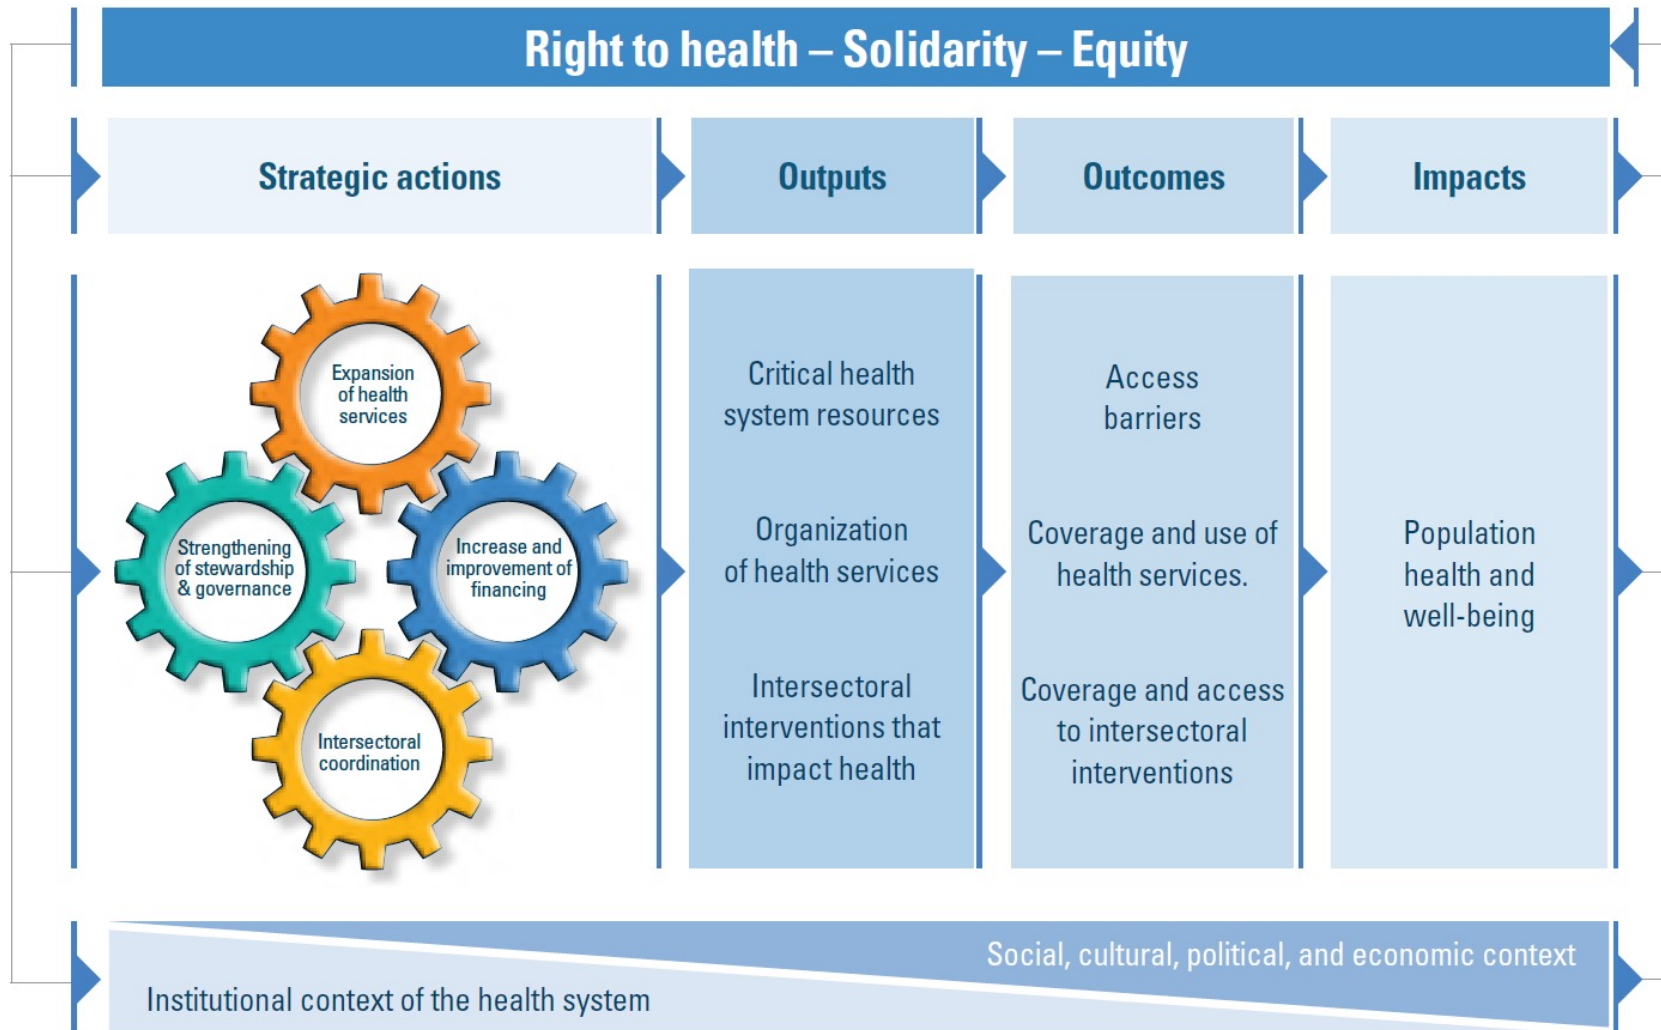 Right to health – Solidarity – Equity
Strategic actions
Outputs
Outcomes
Impacts
Expansion
of health
services
Strengthening
of stewardship
& governance
Increase and
improvement of
financing
Intersectoral
coordination
Critical health
system resources
Organization
of health services
Intersectoral
interventions that
impact health
Access
barriers
Coverage and use of
health services.
Coverage and access
to intersectoral
interventions
Population
health and
well-being
Social, cultural, political, and economic context
Institutional context of the health system